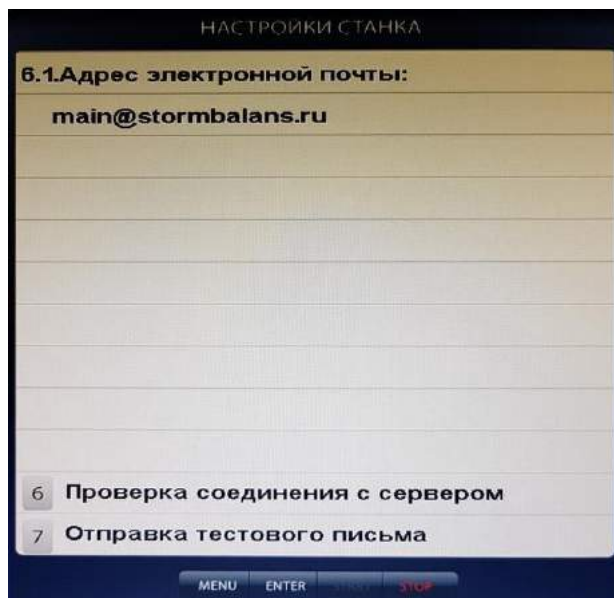 НАСТРОЙКИ СТАНКА
6.1.Адрес электронной почты:
main@stormbalans.ru
6 Проверка соединения с сервером
7 Отправка тестового письма
MENU ENTER START STOP